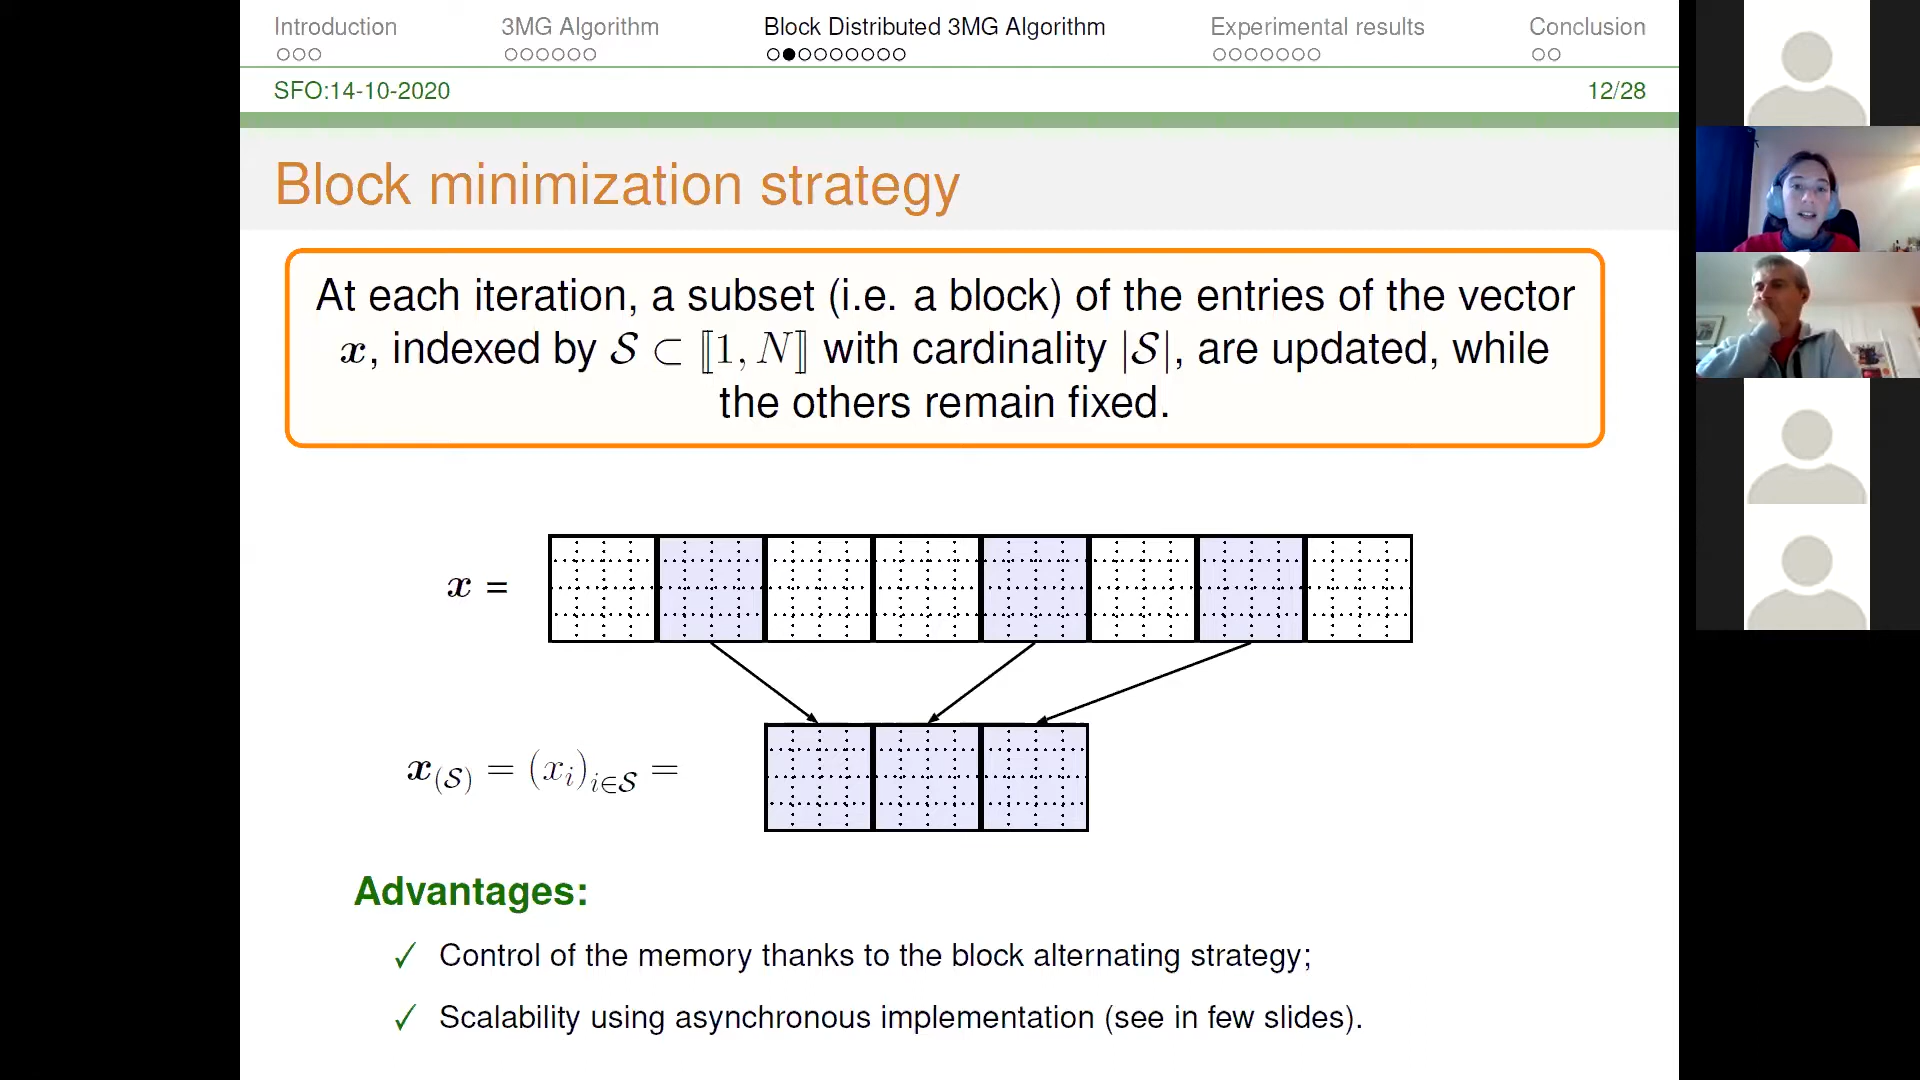 Introduction 3MG Algorithm Block Distributed 3MG Algorithm Experimental results Conclusion
SFO:14-10-2020 12/28
Block minimization strategy
At each iteration, a subset (i.e. a block) of the entries of the vector
x, indexed by 𝒮 ⊂ ⟦1, N⟧ with cardinality |𝒮|, are updated, while
the others remain fixed.
x =
x_(𝒮) = (x_i)_{i∈𝒮} =
Advantages:
✓ Control of the memory thanks to the block alternating strategy;
✓ Scalability using asynchronous implementation (see in few slides).